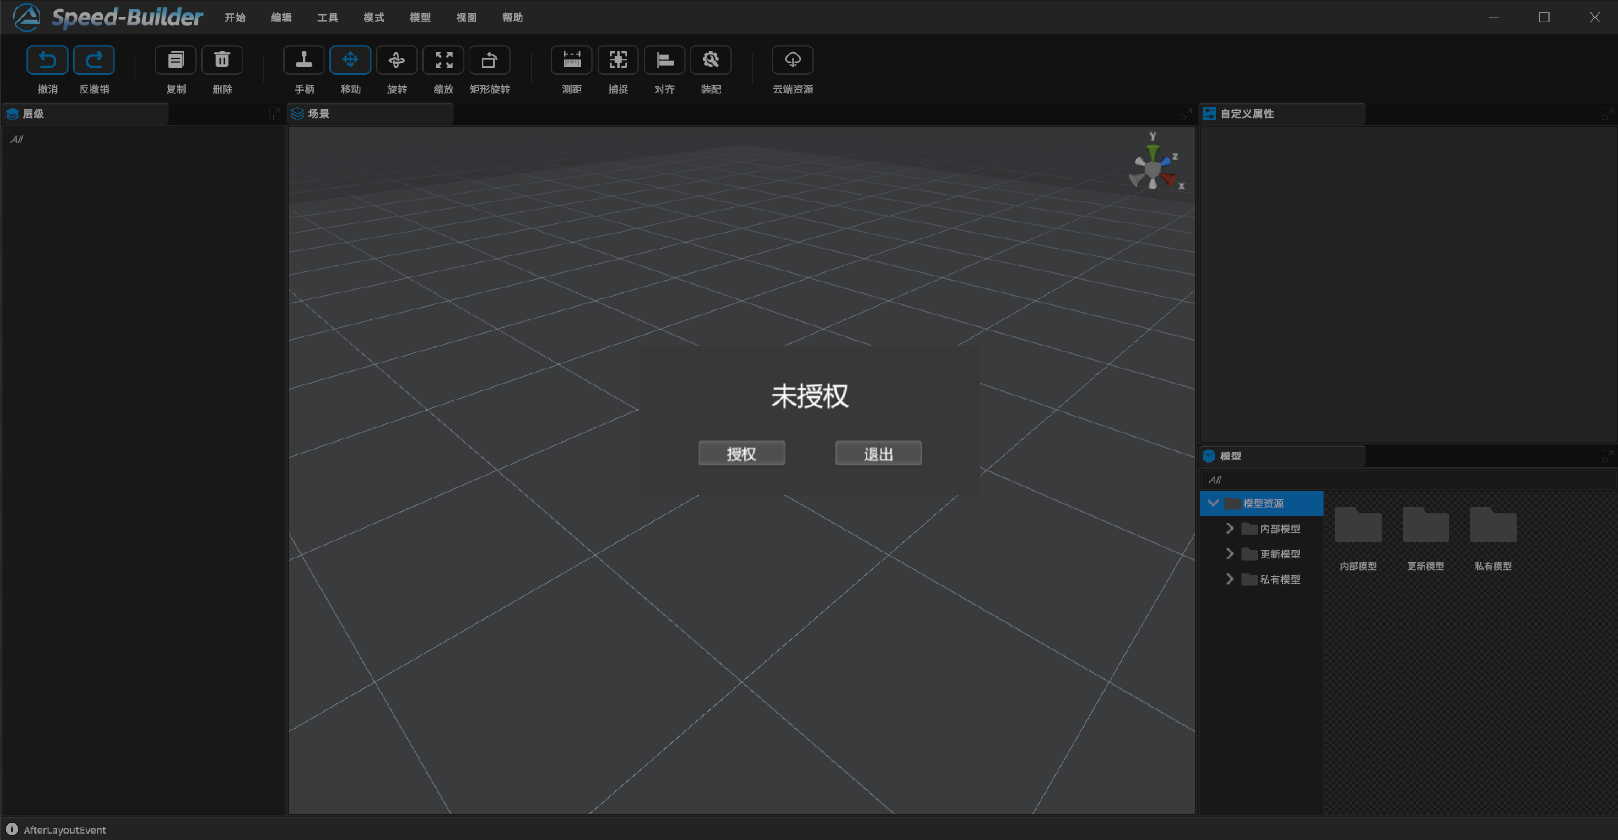 Speed-Builder 开始 编辑 工具 模式 模型 视图 帮助
撤消 反撤销 复制 删除 手柄 移动 旋转 缩放 矩形旋转 测距 捕捉 对齐 装配 云端资源
层级 场景 自定义属性
All
y
z
x
未授权
授权 退出
模型
All
模型资源
内部模型
更新模型
私有模型
内部模型 更新模型 私有模型
AfterLayoutEvent